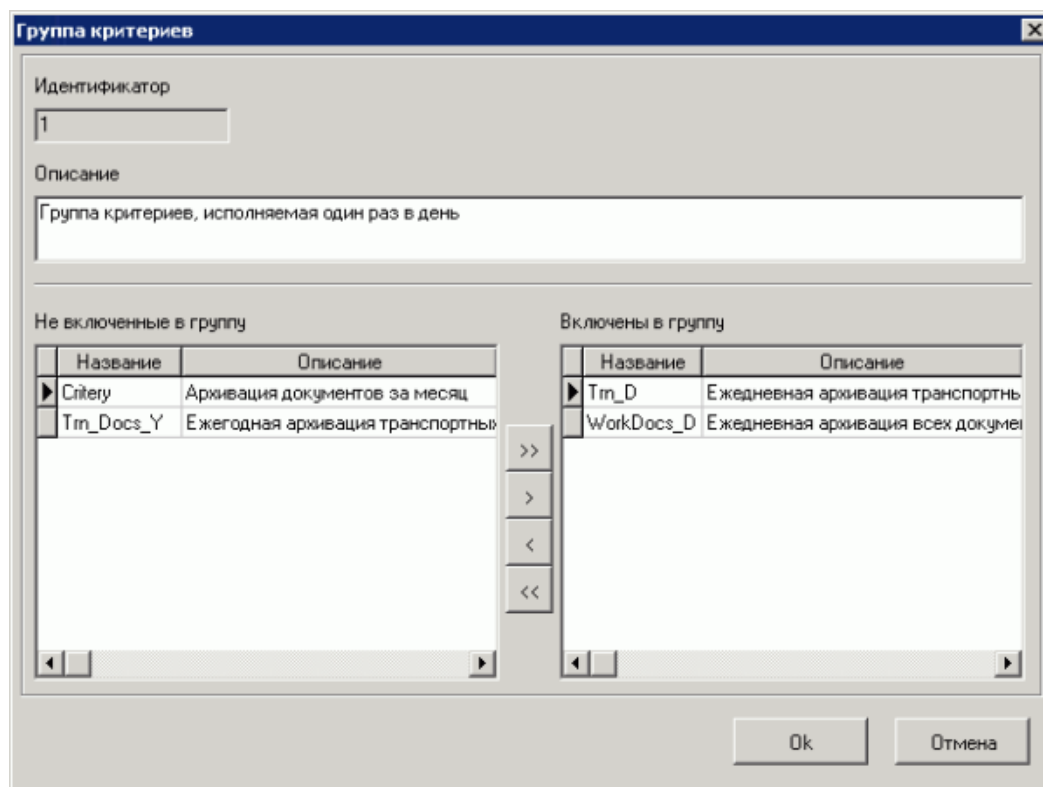 Группа критериев
Идентификатор
1
Описание
Группа критериев, исполняемая один раз в день
Не включенные в группу
Название Описание
Critery Архивация документов за месяц
Trn_Docs_Y Ежегодная архивация транспортных
>>
>
<
<<
Включены в группу
Название Описание
Trn_D Ежедневная архивация транспортны
WorkDocs_D Ежедневная архивация всех докумен
Ok Отмена